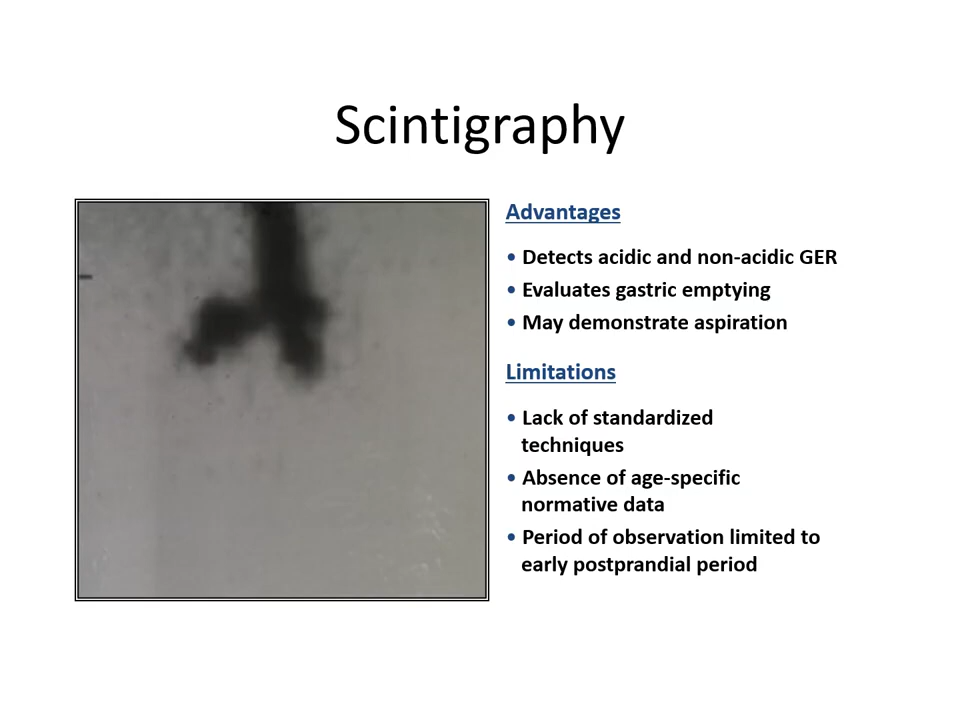 Scintigraphy
Advantages
• Detects acidic and non-acidic GER
• Evaluates gastric emptying
• May demonstrate aspiration
Limitations
• Lack of standardized
techniques
• Absence of age-specific
normative data
• Period of observation limited to
early postprandial period